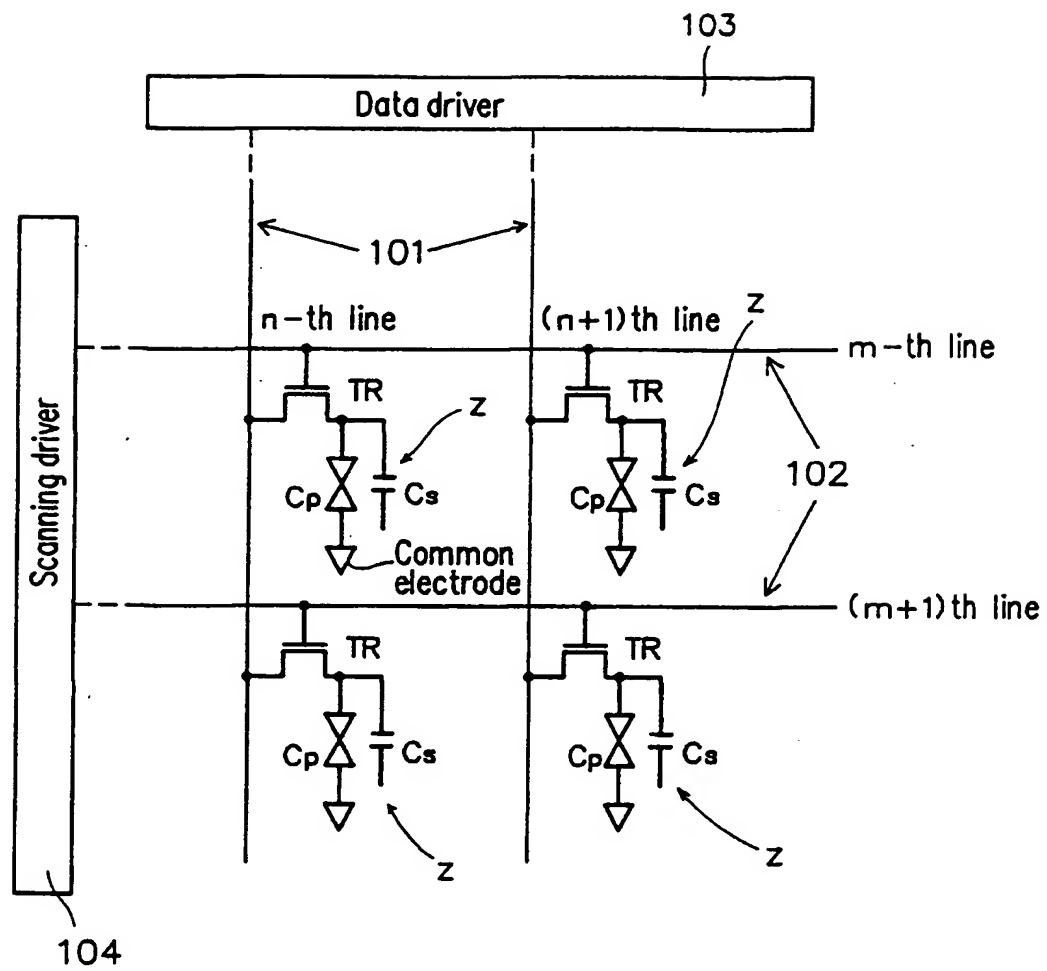 103
Data driver
101
n-th line
(n+1)th line
Z
m-th line
TR
TR
Z
102
Scanning driver
Cp
Cs
Cp
Cs
Common
electrode
(m+1)th line
TR
TR
Cp
Cs
Cp
Cs
Z
Z
104